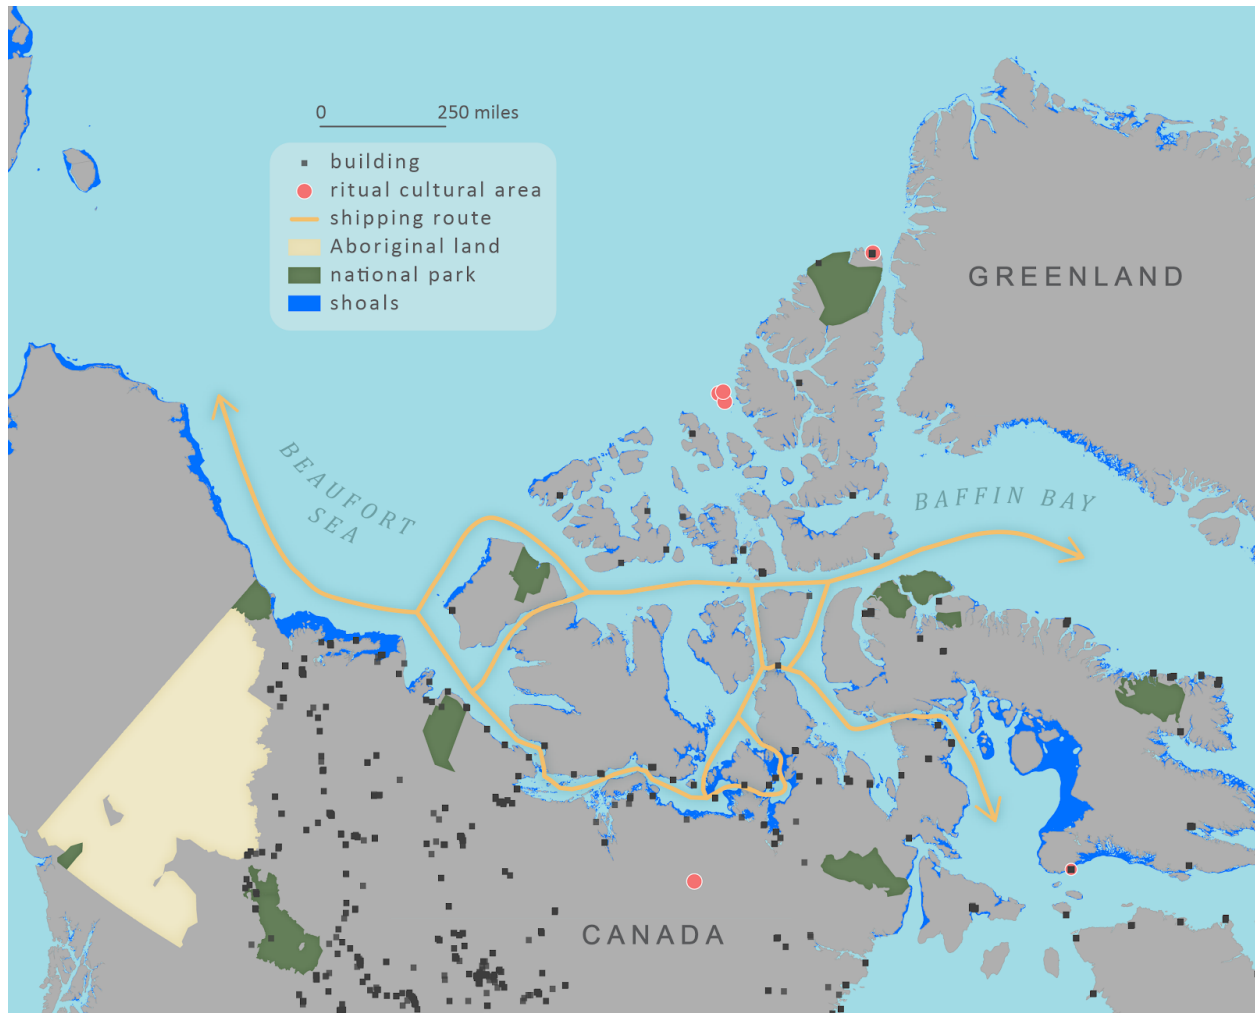 0 250 miles
building
ritual cultural area
shipping route
Aboriginal land
national park
shoals
GREENLAND
BEAUFORT
SEA
BAFFIN BAY
CANADA